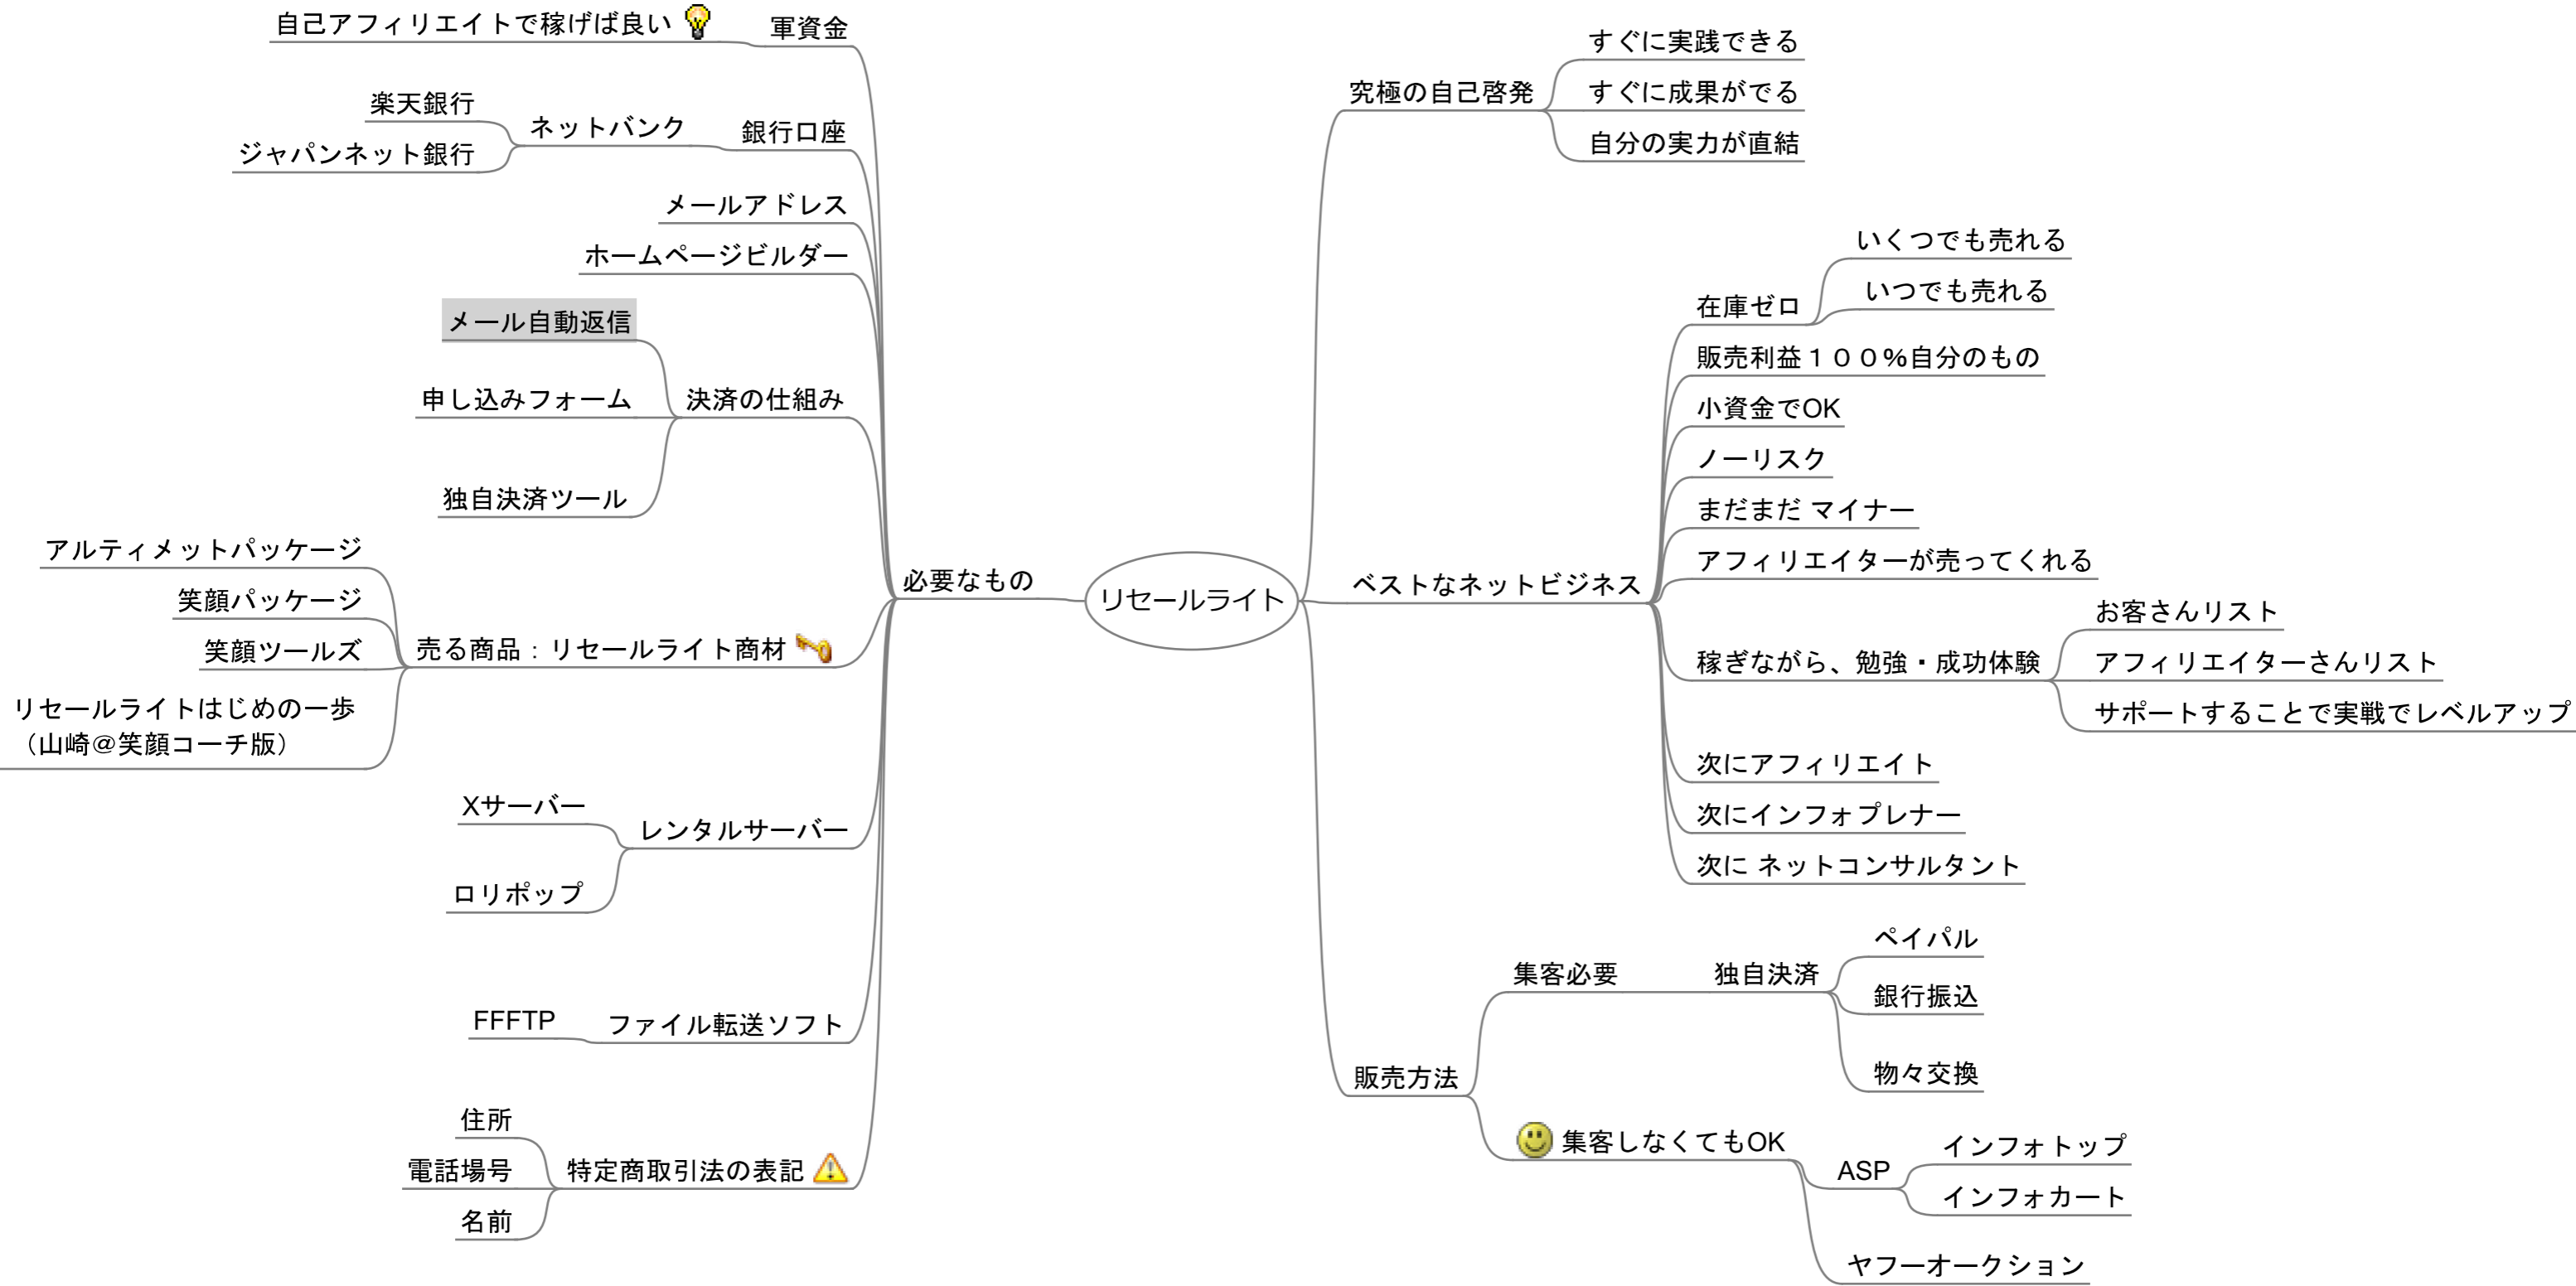 リセールライト
必要なもの
軍資金
自己アフィリエイトで稼げば良い
銀行口座
ネットバンク
楽天銀行
ジャパンネット銀行
メールアドレス
ホームページビルダー
決済の仕組み
メール自動返信
申し込みフォーム
独自決済ツール
売る商品：リセールライト商材
アルティメットパッケージ
笑顔パッケージ
笑顔ツールズ
リセールライトはじめの一歩
（山崎＠笑顔コーチ版）
レンタルサーバー
Xサーバー
ロリポップ
ファイル転送ソフト
FFFTP
特定商取引法の表記
住所
電話場号
名前
究極の自己啓発
すぐに実践できる
すぐに成果がでる
自分の実力が直結
ベストなネットビジネス
在庫ゼロ
いくつでも売れる
いつでも売れる
販売利益１００％自分のもの
小資金でOK
ノーリスク
まだまだ マイナー
アフィリエイターが売ってくれる
稼ぎながら、勉強・成功体験
お客さんリスト
アフィリエイターさんリスト
サポートすることで実戦でレベルアップ
次にアフィリエイト
次にインフォプレナー
次に ネットコンサルタント
販売方法
集客必要
独自決済
ペイパル
銀行振込
物々交換
集客しなくてもOK
ASP
インフォトップ
インフォカート
ヤフーオークション